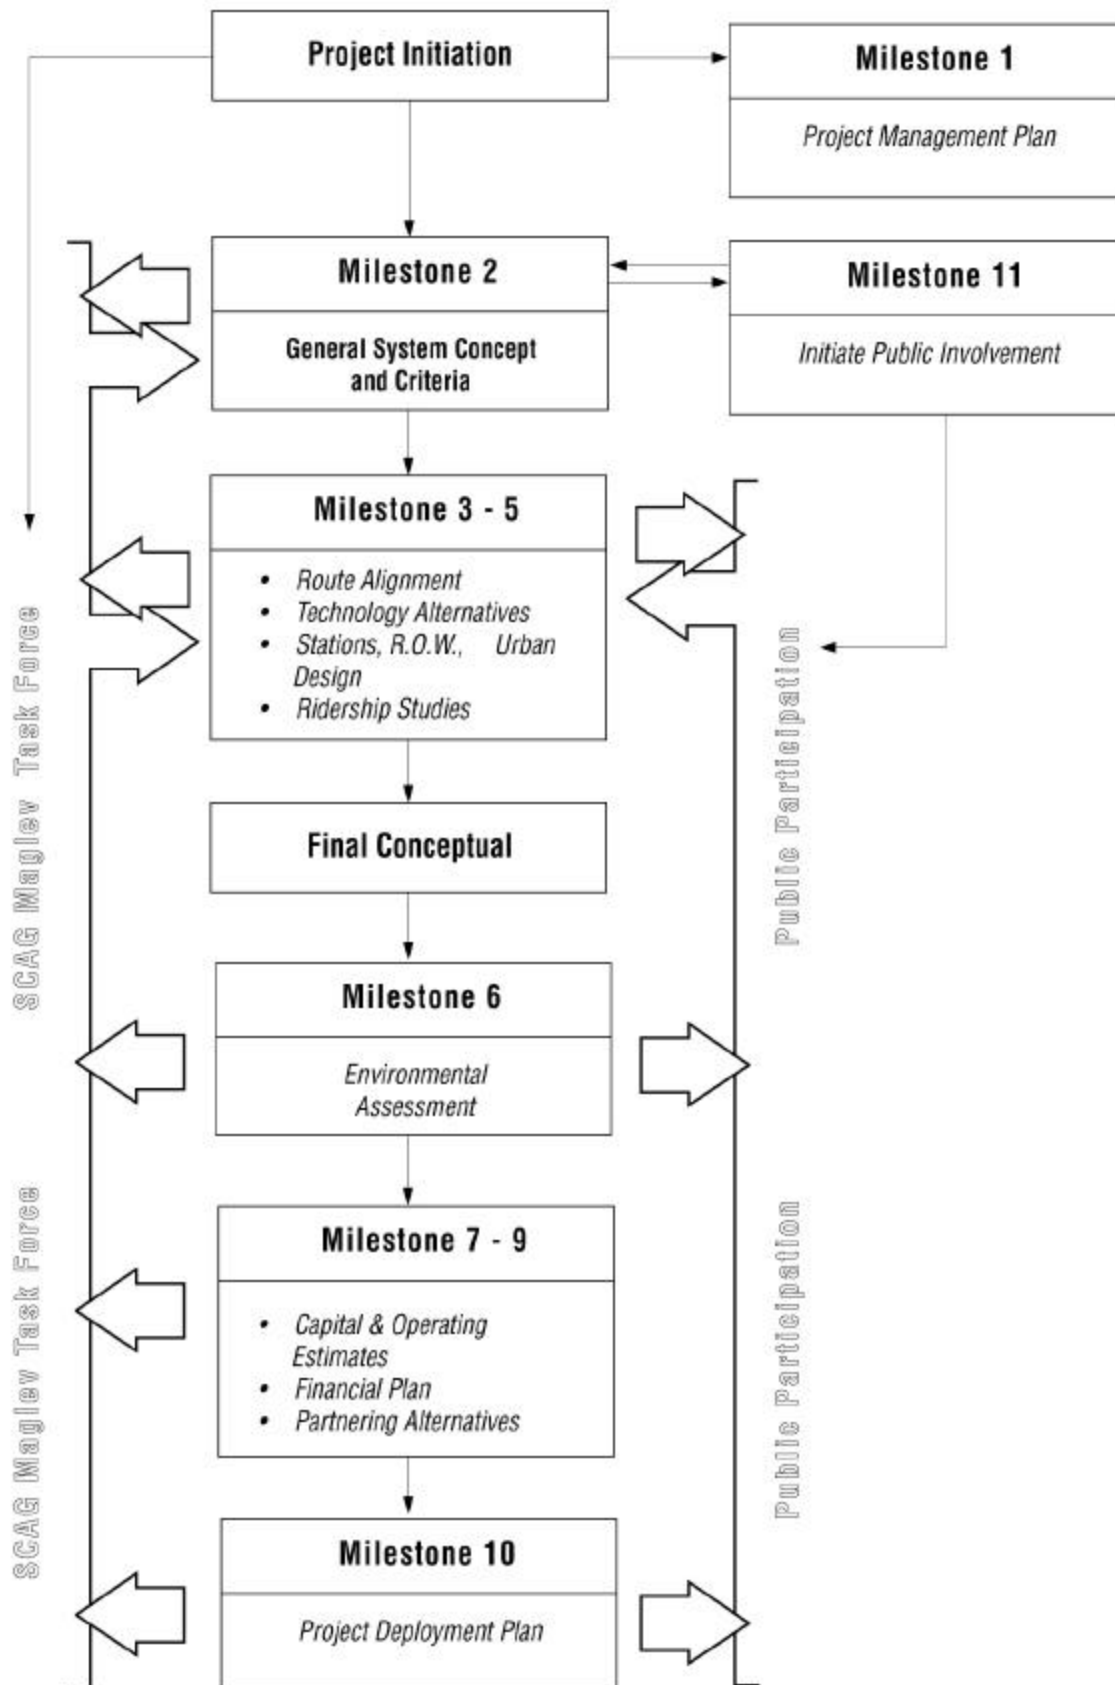 Project Initiation
Milestone 1
Project Management Plan
Milestone 2
General System Concept
and Criteria
Milestone 11
Initiate Public Involvement
Milestone 3 - 5
• Route Alignment
• Technology Alternatives
• Stations, R.O.W., Urban
Design
• Ridership Studies
SCAG Maglev Task Force
Public Participation
Final Conceptual
Milestone 6
Environmental
Assessment
Milestone 7 - 9
• Capital & Operating
Estimates
• Financial Plan
• Partnering Alternatives
SCAG Maglev Task Force
Public Participation
Milestone 10
Project Deployment Plan